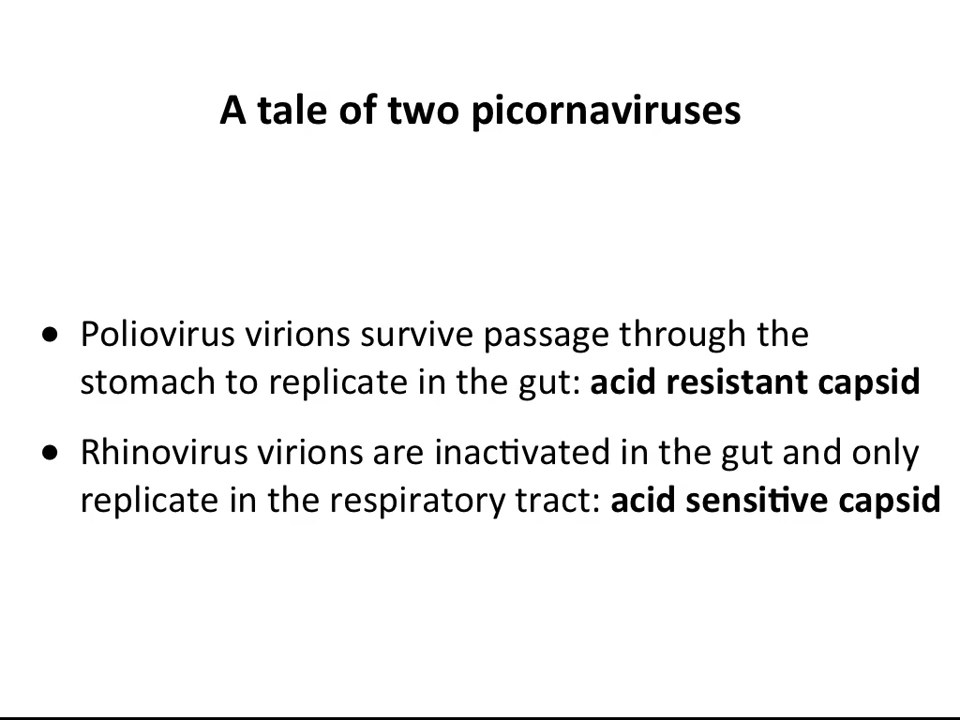 A tale of two picornaviruses
• Poliovirus virions survive passage through the
stomach to replicate in the gut: acid resistant capsid
• Rhinovirus virions are inactivated in the gut and only
replicate in the respiratory tract: acid sensitive capsid